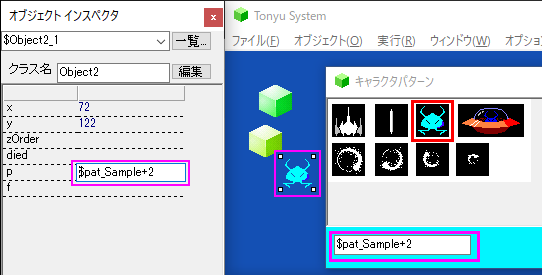 オブジェクト インスペクタ
x
$Object2_1
一覧...
クラス名
Object2
編集
x
72
y
122
zOrder
died
p
$pat_Sample+2
f
Tonyu System
ファイル(F)
オブジェクト(O)
実行(R)
ウィンドウ(W)
オプション
キャラクタパターン
$pat_Sample+2